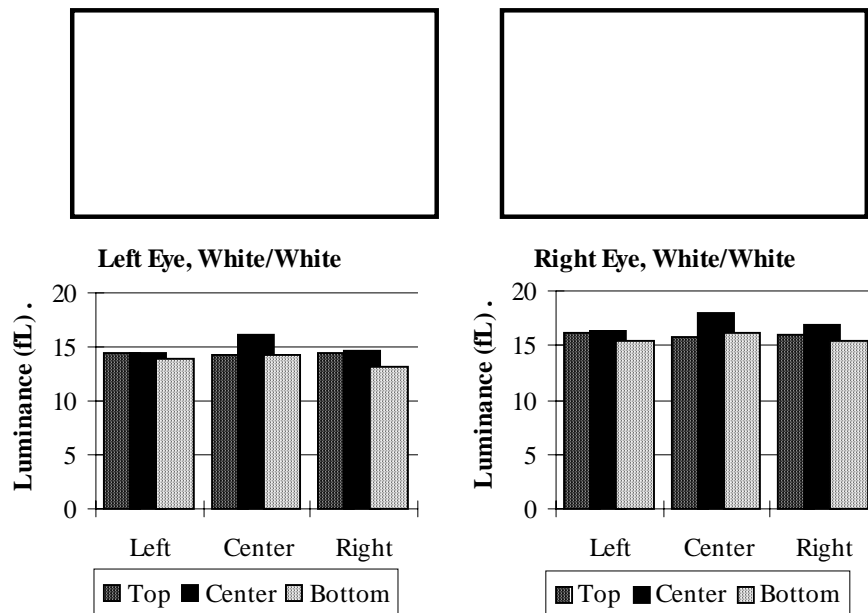 Left Eye, White/White
Luminance (fL) .
20
15
10
5
0
Left Center Right
Top Center Bottom
Right Eye, White/White
Luminance (fL) .
20
15
10
5
0
Left Center Right
Top Center Bottom